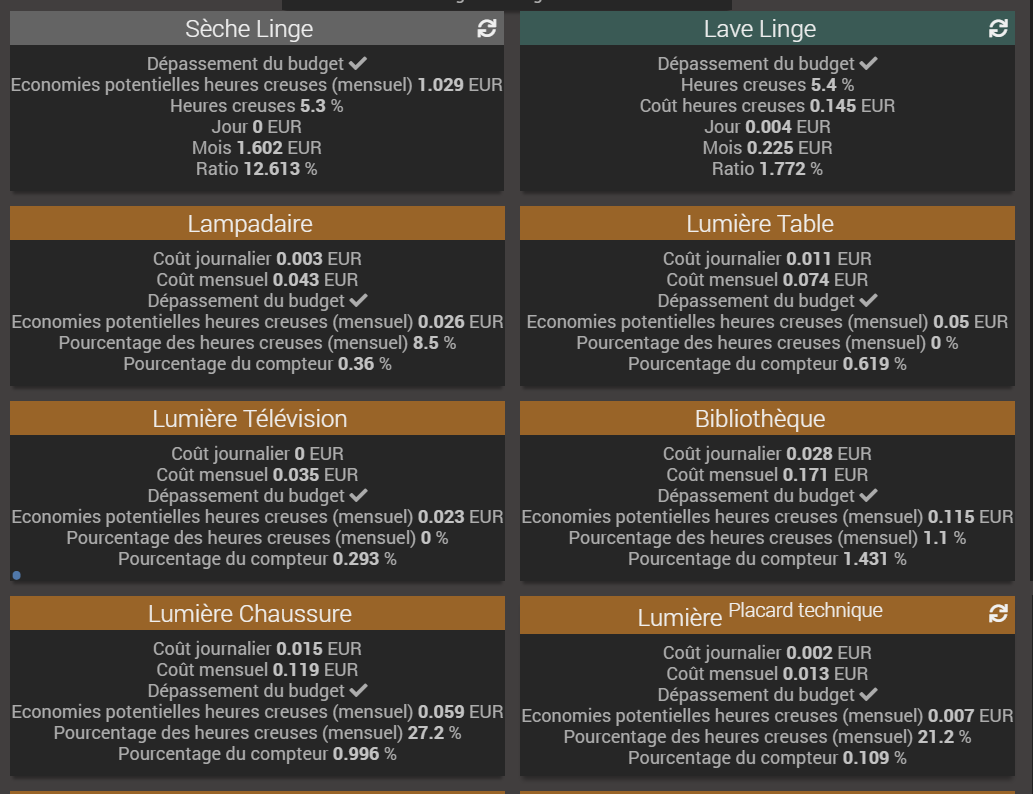 Sèche Linge
Dépassement du budget
Economies potentielles heures creuses (mensuel) 1.029 EUR
Heures creuses 5.3 %
Jour 0 EUR
Mois 1.602 EUR
Ratio 12.613 %
Lave Linge
Dépassement du budget
Heures creuses 5.4 %
Coût heures creuses 0.145 EUR
Jour 0.004 EUR
Mois 0.225 EUR
Ratio 1.772 %
Lampadaire
Coût journalier 0.003 EUR
Coût mensuel 0.043 EUR
Dépassement du budget
Economies potentielles heures creuses (mensuel) 0.026 EUR
Pourcentage des heures creuses (mensuel) 8.5 %
Pourcentage du compteur 0.36 %
Lumière Table
Coût journalier 0.011 EUR
Coût mensuel 0.074 EUR
Dépassement du budget
Economies potentielles heures creuses (mensuel) 0.05 EUR
Pourcentage des heures creuses (mensuel) 0 %
Pourcentage du compteur 0.619 %
Lumière Télévision
Coût journalier 0 EUR
Coût mensuel 0.035 EUR
Dépassement du budget
Economies potentielles heures creuses (mensuel) 0.023 EUR
Pourcentage des heures creuses (mensuel) 0 %
Pourcentage du compteur 0.293 %
Bibliothèque
Coût journalier 0.028 EUR
Coût mensuel 0.171 EUR
Dépassement du budget
Economies potentielles heures creuses (mensuel) 0.115 EUR
Pourcentage des heures creuses (mensuel) 1.1 %
Pourcentage du compteur 1.431 %
Lumière Chaussure
Coût journalier 0.015 EUR
Coût mensuel 0.119 EUR
Dépassement du budget
Economies potentielles heures creuses (mensuel) 0.059 EUR
Pourcentage des heures creuses (mensuel) 27.2 %
Pourcentage du compteur 0.996 %
Lumière Placard technique
Coût journalier 0.002 EUR
Coût mensuel 0.013 EUR
Dépassement du budget
Economies potentielles heures creuses (mensuel) 0.007 EUR
Pourcentage des heures creuses (mensuel) 21.2 %
Pourcentage du compteur 0.109 %